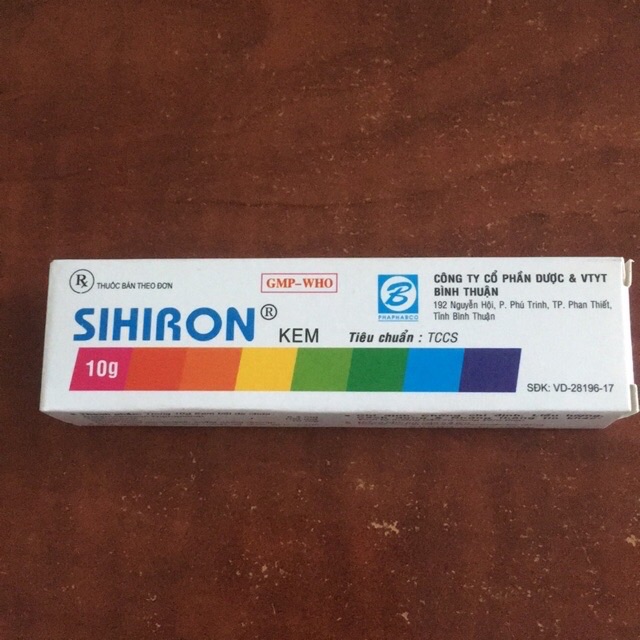 Rx THUỐC BÁN THEO ĐƠN
GMP-WHO
SIHIRON®
KEM
Tiêu chuẩn : TCCS
B
PHAPHARCO
CÔNG TY CỔ PHẦN DƯỢC & VTYT
BÌNH THUẬN
192 Nguyễn Hội, P. Phú Trinh, TP. Phan Thiết,
Tỉnh Bình Thuận
10g
SĐK: VD-28196-17